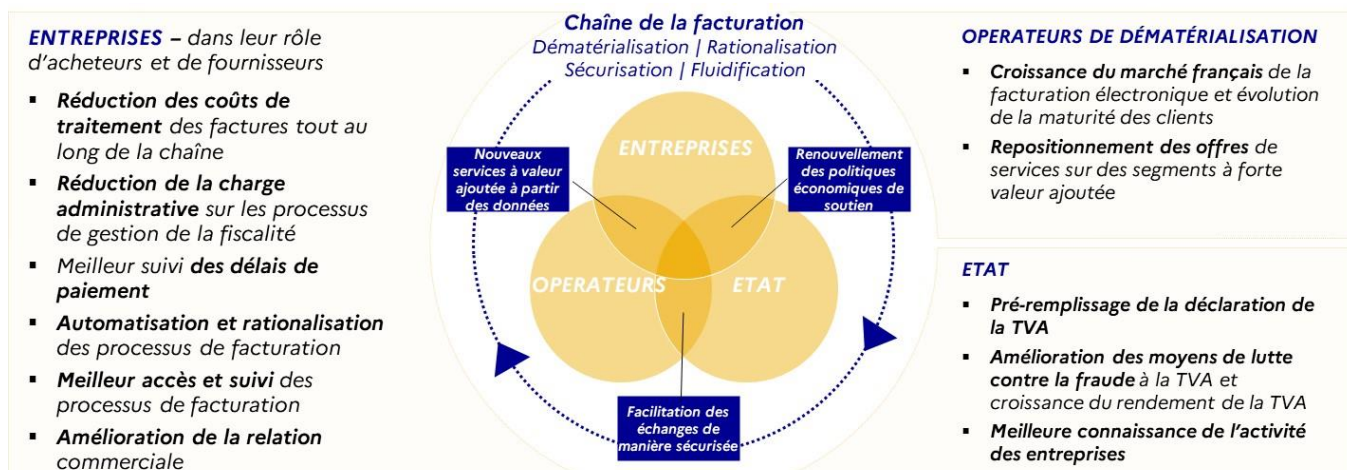 ENTREPRISES – dans leur rôle
d'acheteurs et de fournisseurs
▪ Réduction des coûts de
traitement des factures tout au
long de la chaîne
▪ Réduction de la charge
administrative sur les processus
de gestion de la fiscalité
▪ Meilleur suivi des délais de
paiement
▪ Automatisation et rationalisation
des processus de facturation
▪ Meilleur accès et suivi des
processus de facturation
▪ Amélioration de la relation
commerciale
Chaîne de la facturation
Dématérialisation | Rationalisation
Sécurisation | Fluidification
ENTREPRISES
Nouveaux
services à valeur
ajoutée à partir
des données
Renouvellement
des politiques
économiques de
soutien
OPERATEURS
ETAT
Facilitation des
échanges de
manière sécurisée
OPERATEURS DE DÉMATÉRIALISATION
▪ Croissance du marché français de la
facturation électronique et évolution
de la maturité des clients
▪ Repositionnement des offres de
services sur des segments à forte
valeur ajoutée
ETAT
▪ Pré-remplissage de la déclaration de
la TVA
▪ Amélioration des moyens de lutte
contre la fraude à la TVA et
croissance du rendement de la TVA
▪ Meilleure connaissance de l'activité
des entreprises